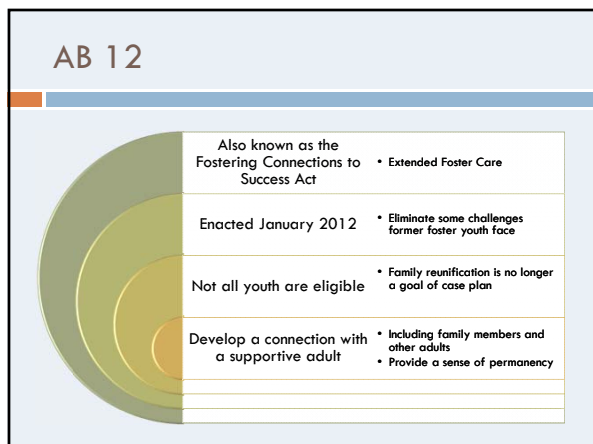 AB 12
Also known as the
Fostering Connections to
Success Act
• Extended Foster Care
Enacted January 2012
• Eliminate some challenges
former foster youth face
Not all youth are eligible
• Family reunification is no longer
a goal of case plan
Develop a connection with
a supportive adult
• Including family members and
other adults
• Provide a sense of permanency